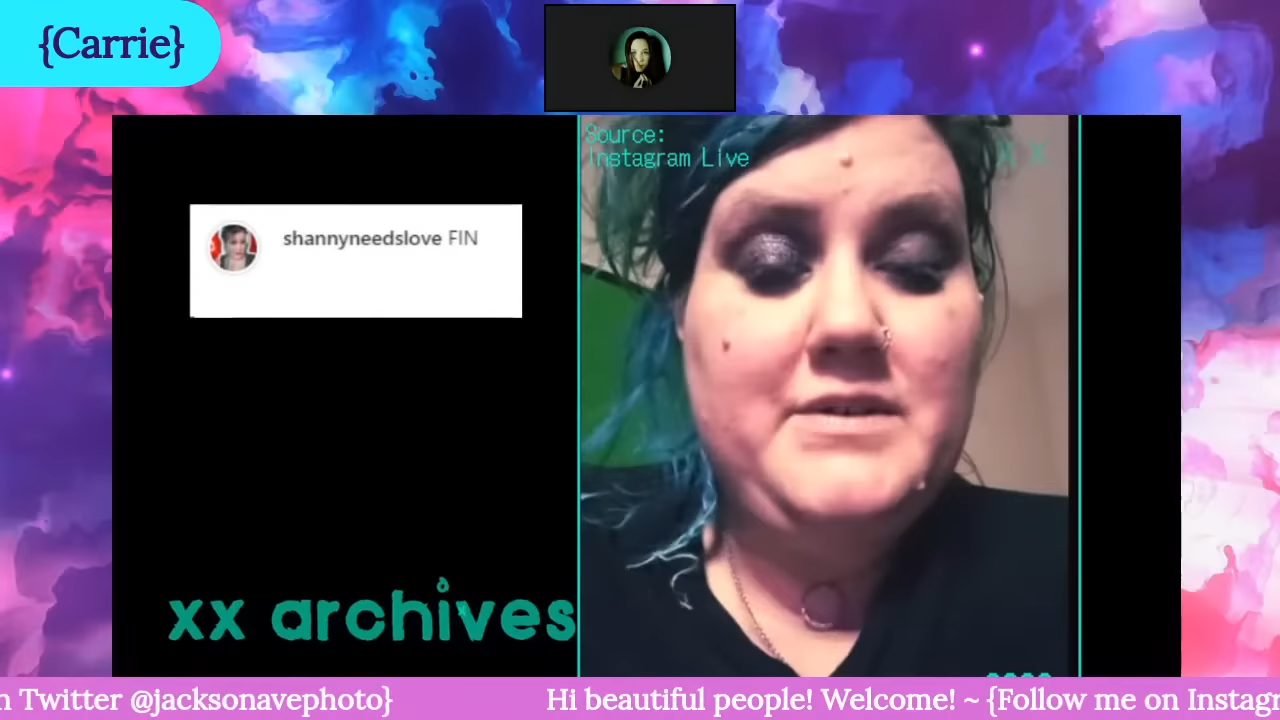 {Carrie}
Source:
Instagram Live
X X
shannyneedslove FIN
xx archives
n Twitter @jacksonavephoto}
Hi beautiful people! Welcome! ~ {Follow me on Instagr